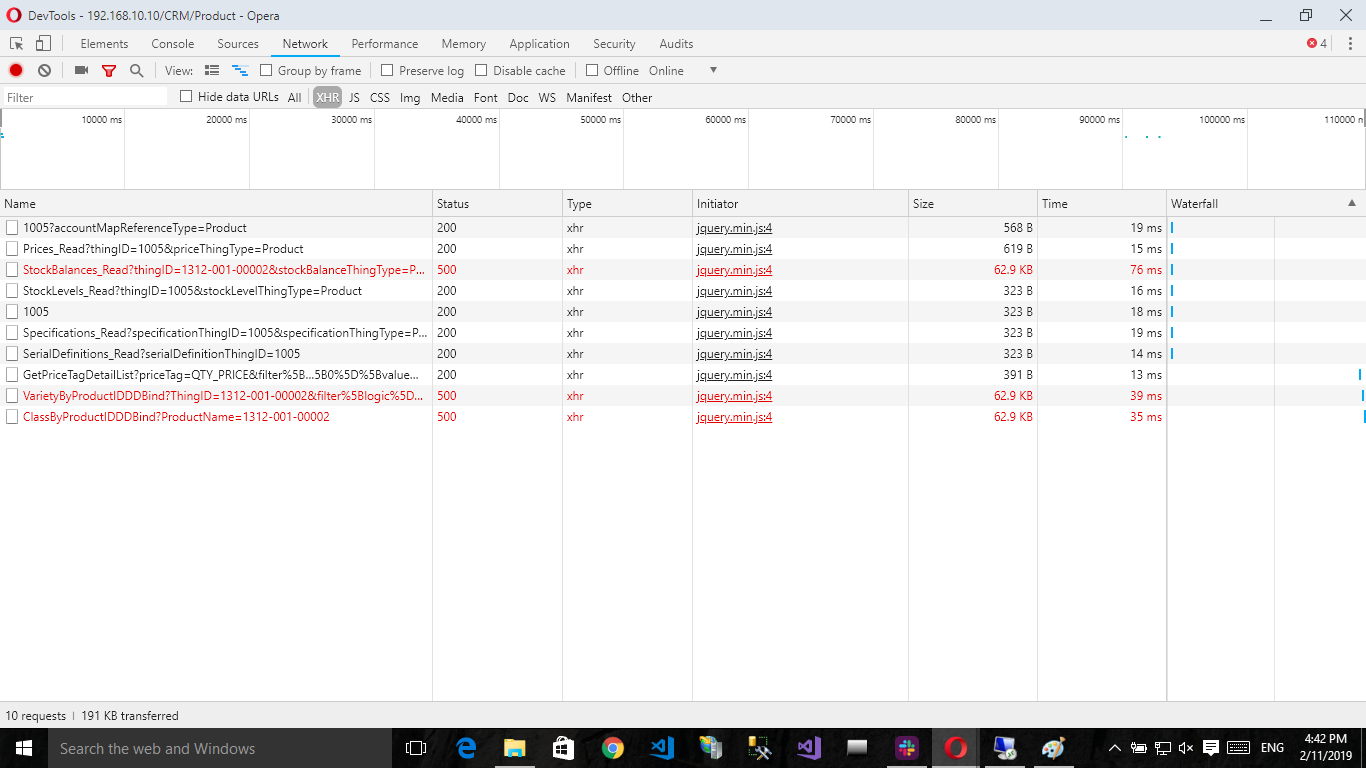 DevTools - 192.168.10.10/CRM/Product - Opera
Elements Console Sources Network Performance Memory Application Security Audits 4
View: Group by frame Preserve log Disable cache Offline Online
Filter Hide data URLs All XHR JS CSS Img Media Font Doc WS Manifest Other
10000 ms 20000 ms 30000 ms 40000 ms 50000 ms 60000 ms 70000 ms 80000 ms 90000 ms 100000 ms 110000 n
Name Status Type Initiator Size Time Waterfall
1005?accountMapReferenceType=Product 200 xhr jquery.min.js:4 568 B 19 ms
Prices_Read?thingID=1005&priceThingType=Product 200 xhr jquery.min.js:4 619 B 15 ms
StockBalances_Read?thingID=1312-001-00002&stockBalanceThingType=P... 500 xhr jquery.min.js:4 62.9 KB 76 ms
StockLevels_Read?thingID=1005&stockLevelThingType=Product 200 xhr jquery.min.js:4 323 B 16 ms
1005 200 xhr jquery.min.js:4 323 B 18 ms
Specifications_Read?specificationThingID=1005&specificationThingType=P... 200 xhr jquery.min.js:4 323 B 19 ms
SerialDefinitions_Read?serialDefinitionThingID=1005 200 xhr jquery.min.js:4 323 B 14 ms
GetPriceTagDetailList?priceTag=QTY_PRICE&filter%5B...5B0%5D%5Bvalue... 200 xhr jquery.min.js:4 391 B 13 ms
VarietyByProductIDDDBind?ThingID=1312-001-00002&filter%5Blogic%5D... 500 xhr jquery.min.js:4 62.9 KB 39 ms
ClassByProductIDDDBind?ProductName=1312-001-00002 500 xhr jquery.min.js:4 62.9 KB 35 ms
10 requests | 191 KB transferred
Search the web and Windows ENG 4:42 PM
2/11/2019